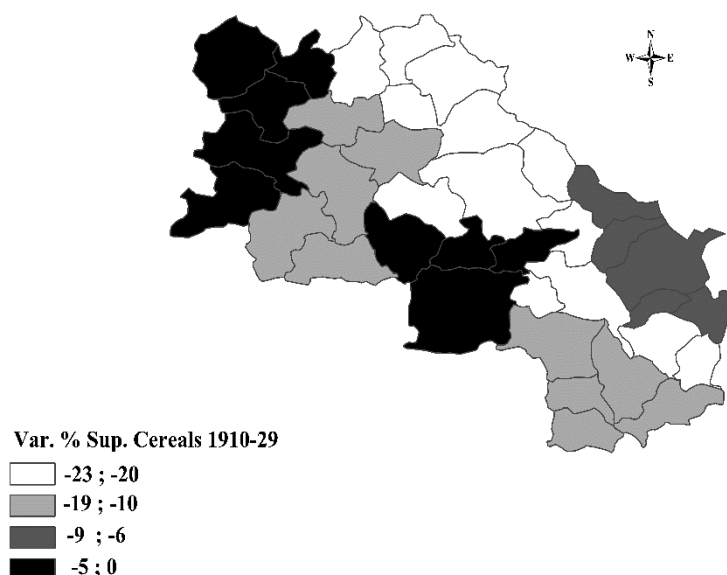 N
W E
S
Var. % Sup. Cereals 1910-29
-23 ; -20
-19 ; -10
-9 ; -6
-5 ; 0